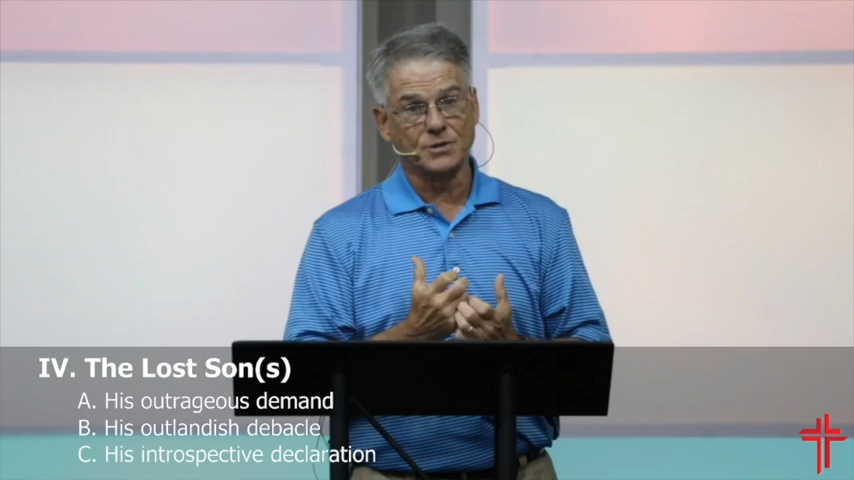 IV. The Lost Son(s)
A. His outrageous demand
B. His outlandish debacle
C. His introspective declaration